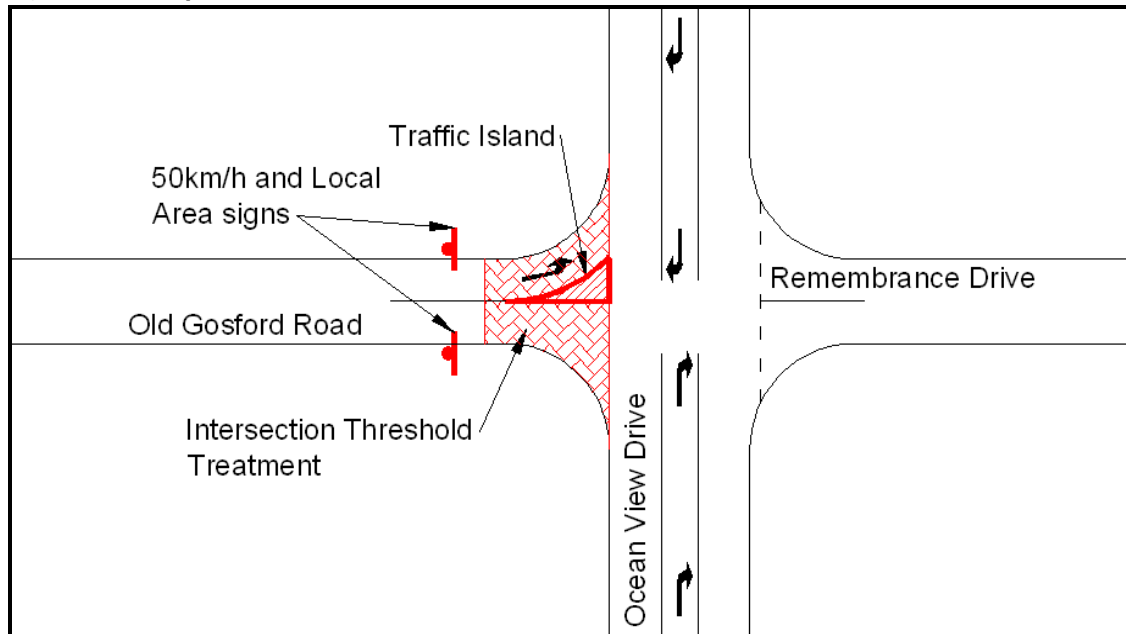 Traffic Island
50km/h and Local
Area signs
Remembrance Drive
Old Gosford Road
Intersection Threshold
Treatment
Ocean View Drive